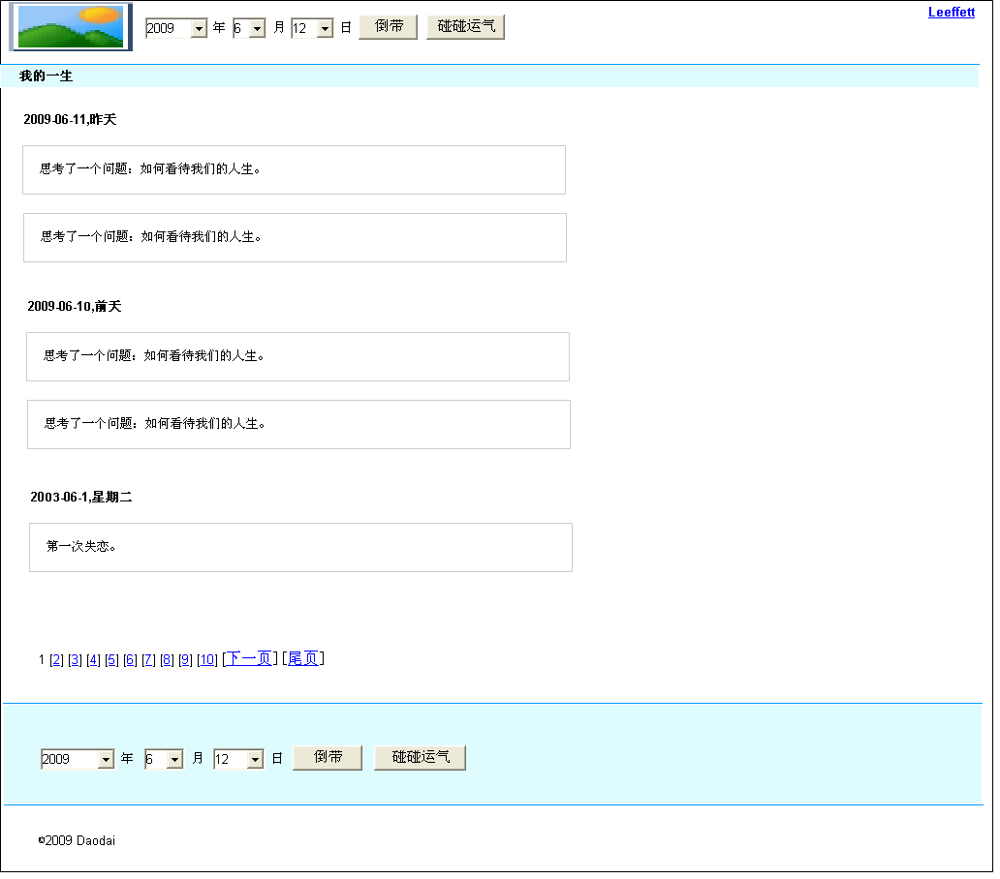 2009 年 6 月 12 日 倒带 碰碰运气 Leeffett
我的一生
2009-06-11,昨天
思考了一个问题：如何看待我们的人生。
思考了一个问题：如何看待我们的人生。
2009-06-10,前天
思考了一个问题：如何看待我们的人生。
思考了一个问题：如何看待我们的人生。
2003-06-1,星期二
第一次失恋。
1 [2] [3] [4] [5] [6] [7] [8] [9] [10] [下一页] [尾页]
2009 年 6 月 12 日 倒带 碰碰运气
©2009 Daodai